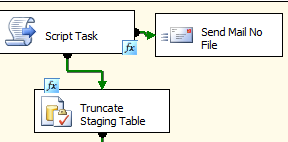 Script Task
fx
Send Mail No
File
fx
Truncate
Staging Table